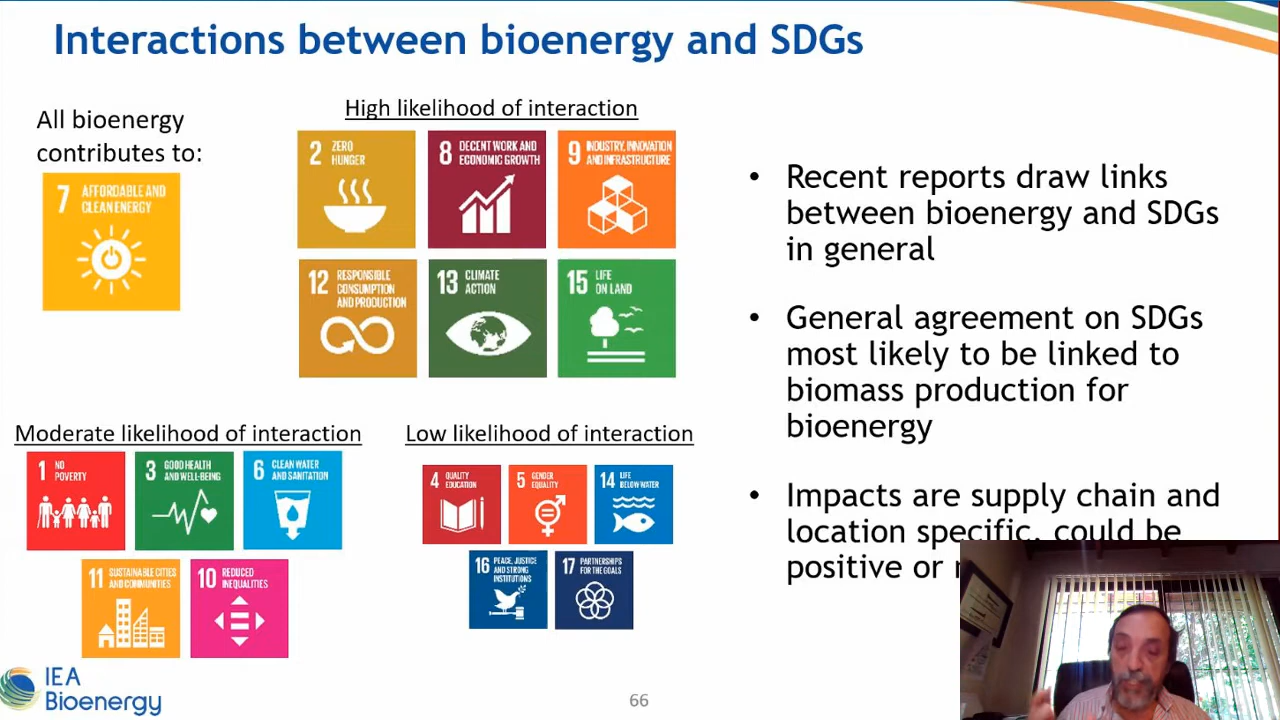 Interactions between bioenergy and SDGs
All bioenergy
contributes to:
7 AFFORDABLE AND
CLEAN ENERGY
High likelihood of interaction
2 ZERO
HUNGER
8 DECENT WORK AND
ECONOMIC GROWTH
9 INDUSTRY, INNOVATION
AND INFRASTRUCTURE
12 RESPONSIBLE
CONSUMPTION
AND PRODUCTION
13 CLIMATE
ACTION
15 LIFE
ON LAND
Moderate likelihood of interaction
1 NO
POVERTY
3 GOOD HEALTH
AND WELL-BEING
6 CLEAN WATER
AND SANITATION
11 SUSTAINABLE CITIES
AND COMMUNITIES
10 REDUCED
INEQUALITIES
Low likelihood of interaction
4 QUALITY
EDUCATION
5 GENDER
EQUALITY
14 LIFE
BELOW WATER
16 PEACE, JUSTICE
AND STRONG
INSTITUTIONS
17 PARTNERSHIPS
FOR THE GOALS
• Recent reports draw links
between bioenergy and SDGs
in general
• General agreement on SDGs
most likely to be linked to
biomass production for
bioenergy
• Impacts are supply chain and
location specific, could be
positive or
IEA
Bioenergy
66